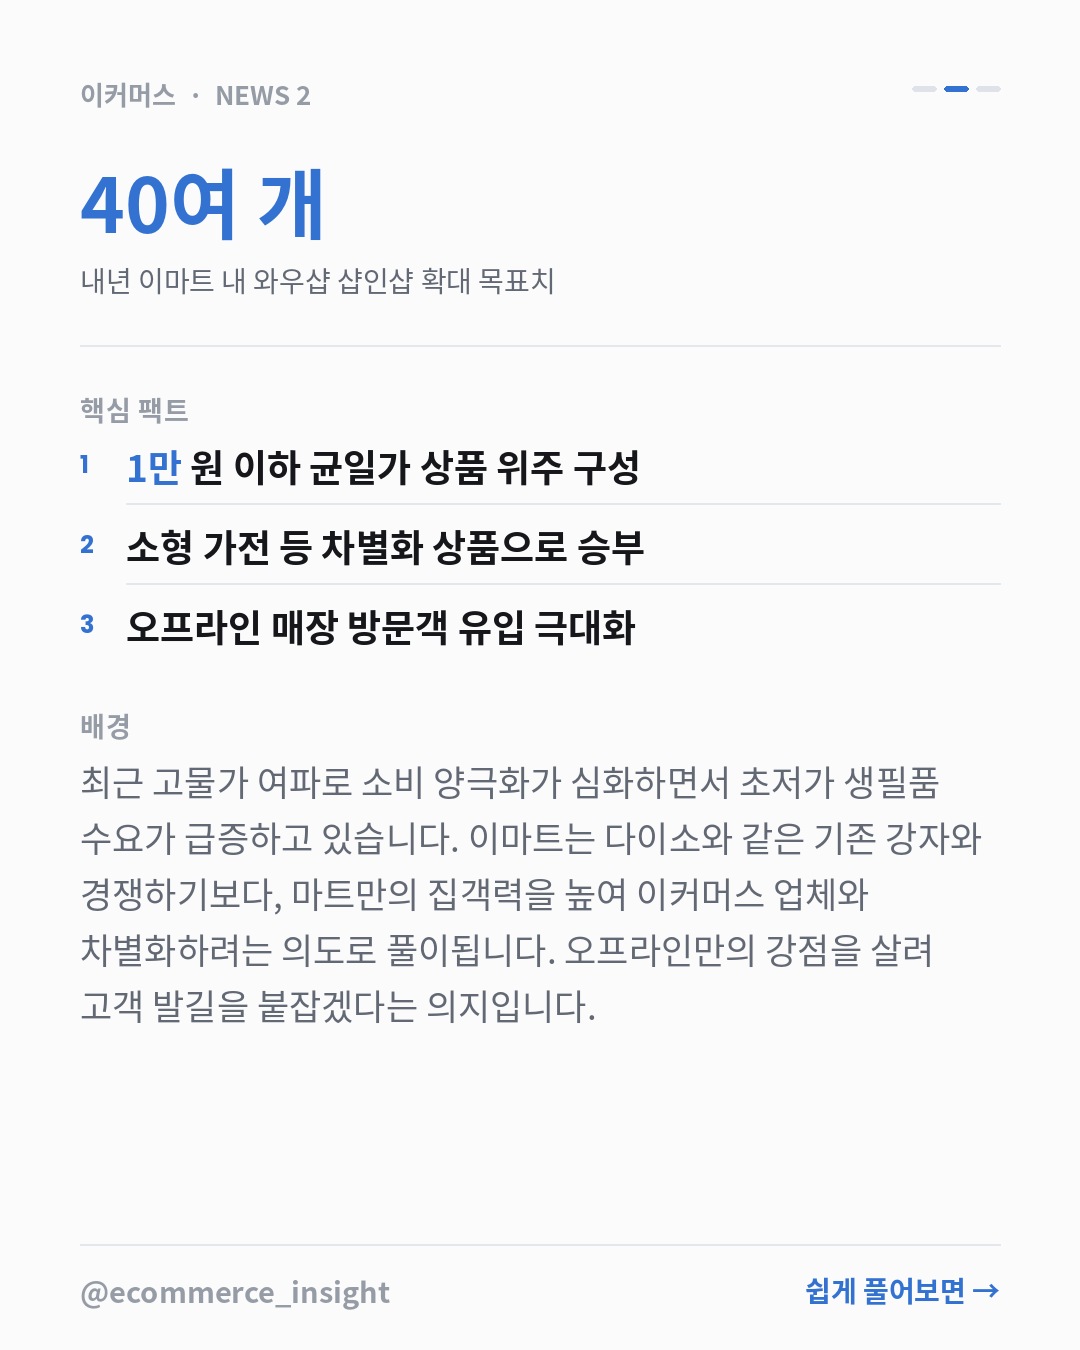 이커머스 · NEWS 2
40여 개
내년 이마트 내 와우샵 샵인샵 확대 목표치
핵심 팩트
1 1만 원 이하 균일가 상품 위주 구성
2 소형 가전 등 차별화 상품으로 승부
3 오프라인 매장 방문객 유입 극대화
배경
최근 고물가 여파로 소비 양극화가 심화하면서 초저가 생필품
수요가 급증하고 있습니다. 이마트는 다이소와 같은 기존 강자와
경쟁하기보다, 마트만의 집객력을 높여 이커머스 업체와
차별화하려는 의도로 풀이됩니다. 오프라인만의 강점을 살려
고객 발길을 붙잡겠다는 의지입니다.
@ecommerce_insight
쉽게 풀어보면 →